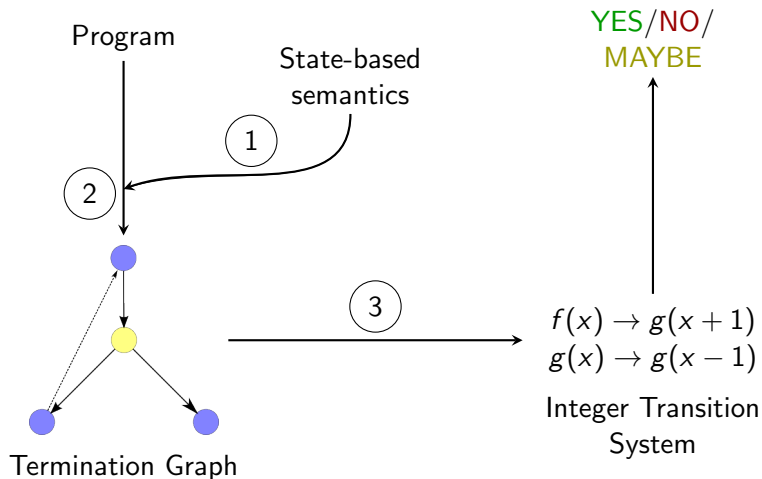 Program
State-based
semantics
YES/NO/
MAYBE
1
2
3
f(x) → g(x + 1)
g(x) → g(x − 1)
Integer Transition
System
Termination Graph